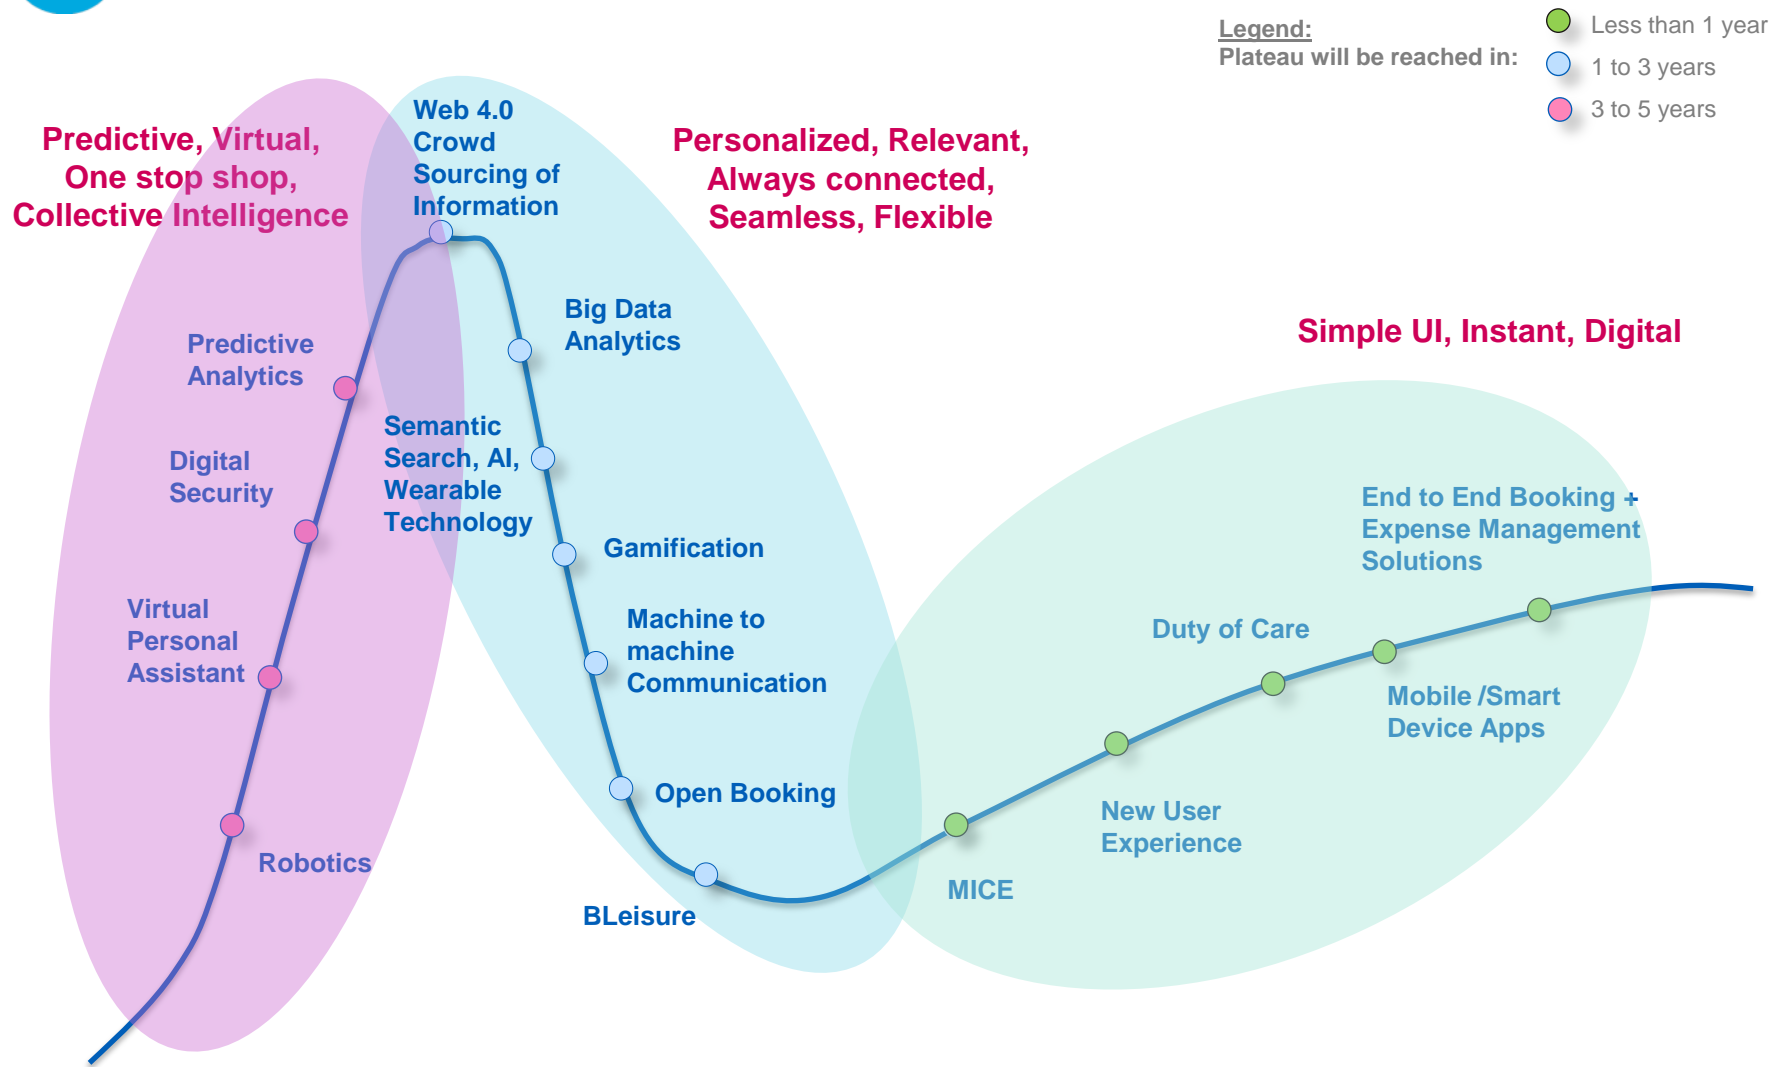 Legend:
Plateau will be reached in:
Less than 1 year
1 to 3 years
3 to 5 years
Predictive, Virtual,
One stop shop,
Collective Intelligence
Web 4.0
Crowd
Sourcing of
Information
Personalized, Relevant,
Always connected,
Seamless, Flexible
Simple UI, Instant, Digital
Predictive
Analytics
Digital
Security
Virtual
Personal
Assistant
Robotics
Big Data
Analytics
Semantic
Search, AI,
Wearable
Technology
Gamification
Machine to
machine
Communication
Open Booking
BLeisure
MICE
New User
Experience
Duty of Care
Mobile /Smart
Device Apps
End to End Booking +
Expense Management
Solutions